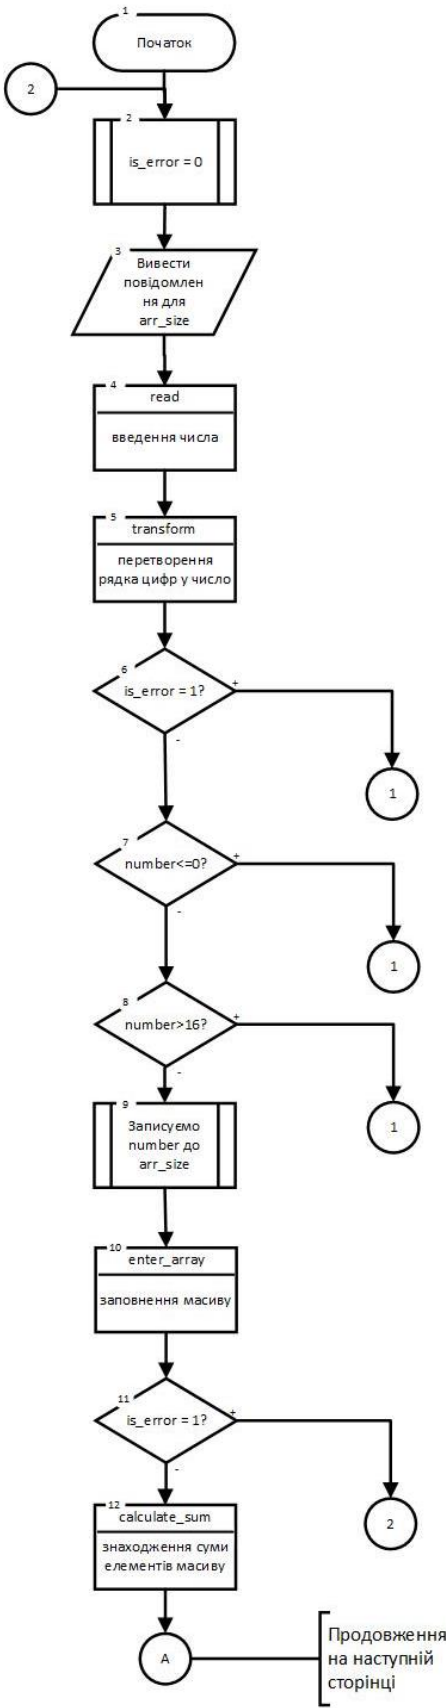 1
Початок
2
2
is_error = 0
3
Вивести
повідомлен
ня для
arr_size
4
read
введення числа
5
transform
перетворення
рядка цифр у число
6
is_error = 1?
+
-
1
7
number<=0?
+
-
1
8
number>16?
+
-
1
9
Записуємо
number до
arr_size
10
enter_array
заповнення масиву
11
is_error = 1?
+
-
2
12
calculate_sum
знаходження суми
елементів масиву
A
Продовження
на наступній
сторінці